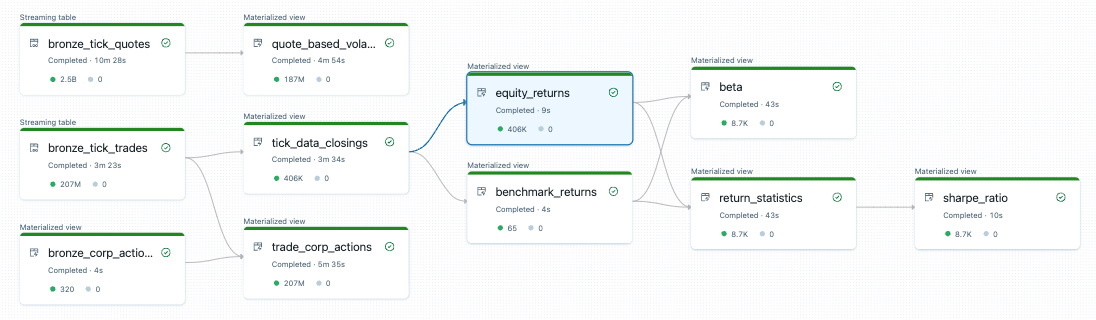 Streaming table
bronze_tick_quotes
Completed · 10m 28s
2.5B 0
Materialized view
quote_based_vola...
Completed · 4m 54s
187M 0
Streaming table
bronze_tick_trades
Completed · 3m 23s
207M 0
Materialized view
tick_data_closings
Completed · 3m 34s
406K 0
Materialized view
bronze_corp_actio...
Completed · 4s
320 0
Materialized view
trade_corp_actions
Completed · 5m 35s
207M 0
Materialized view
equity_returns
Completed · 9s
406K 0
Materialized view
benchmark_returns
Completed · 4s
65 0
Materialized view
beta
Completed · 43s
8.7K 0
Materialized view
return_statistics
Completed · 43s
8.7K 0
Materialized view
sharpe_ratio
Completed · 10s
8.7K 0